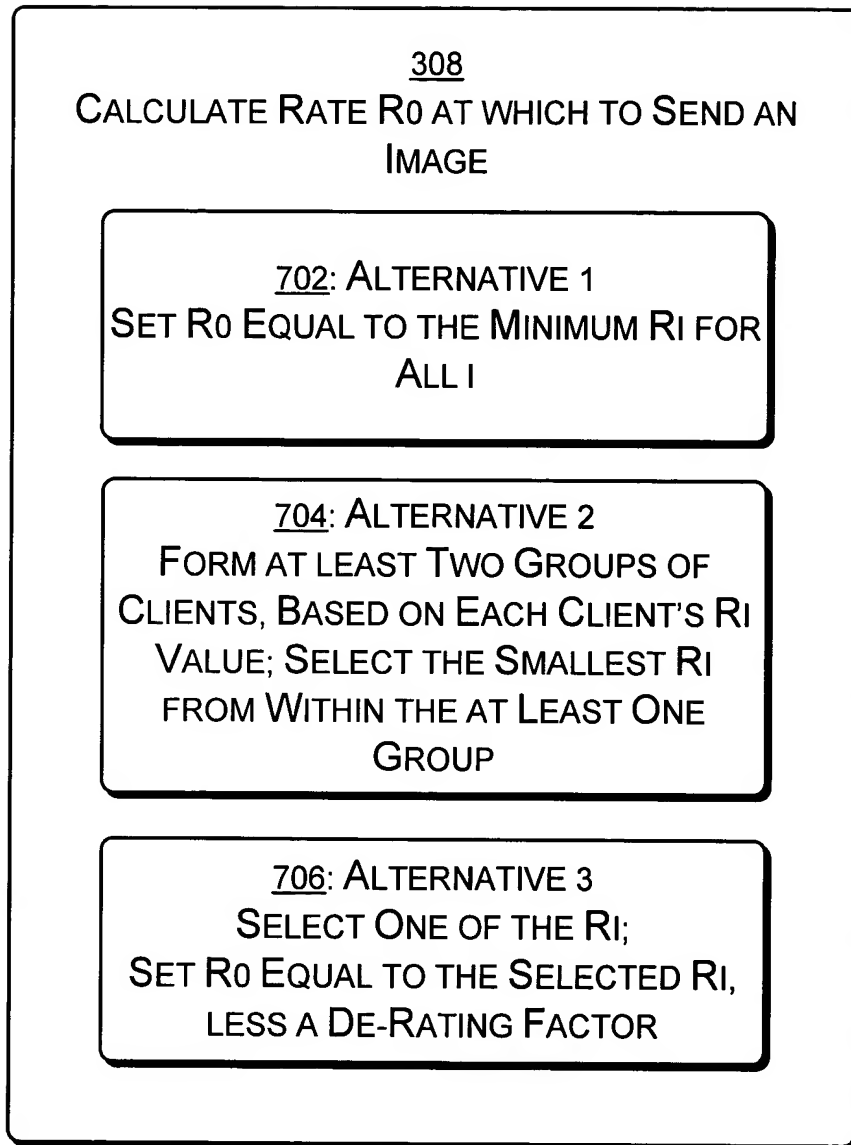 308
CALCULATE RATE R0 AT WHICH TO SEND AN
IMAGE
702: ALTERNATIVE 1
SET R0 EQUAL TO THE MINIMUM RI FOR
ALL I
704: ALTERNATIVE 2
FORM AT LEAST TWO GROUPS OF
CLIENTS, BASED ON EACH CLIENT'S RI
VALUE; SELECT THE SMALLEST RI
FROM WITHIN THE AT LEAST ONE
GROUP
706: ALTERNATIVE 3
SELECT ONE OF THE RI;
SET R0 EQUAL TO THE SELECTED RI,
LESS A DE-RATING FACTOR